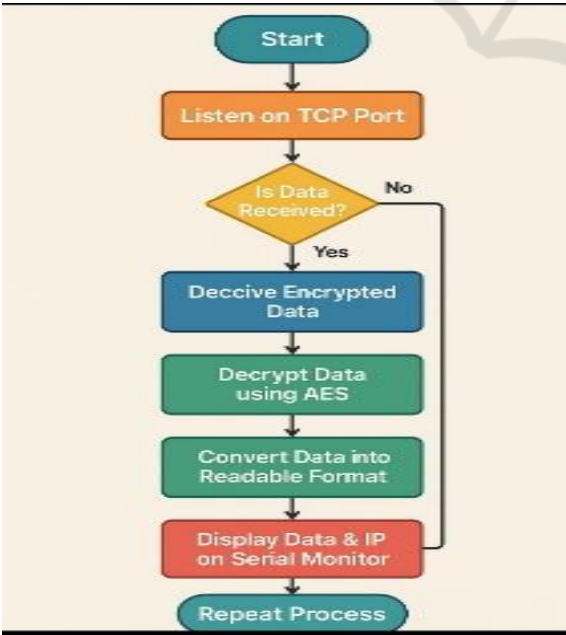 Start
Listen on TCP Port
Is Data
Received?
No
Yes
Deccive Encrypted
Data
Decrypt Data
using AES
Convert Data into
Readable Format
Display Data & IP
on Serial Monitor
Repeat Process